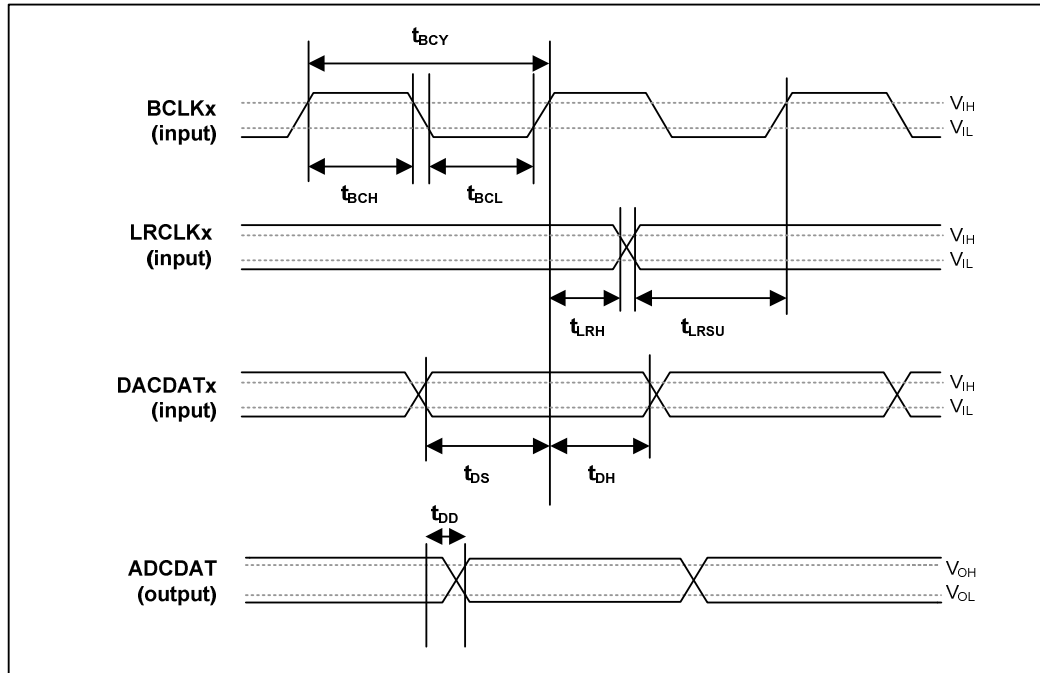 tBCY
BCLKx
(input)
VIH
VIL
tBCH
tBCL
LRCLKx
(input)
VIH
VIL
tLRH
tLRSU
DACDATx
(input)
VIH
VIL
tDS
tDH
tDD
ADCDAT
(output)
VOH
VOL